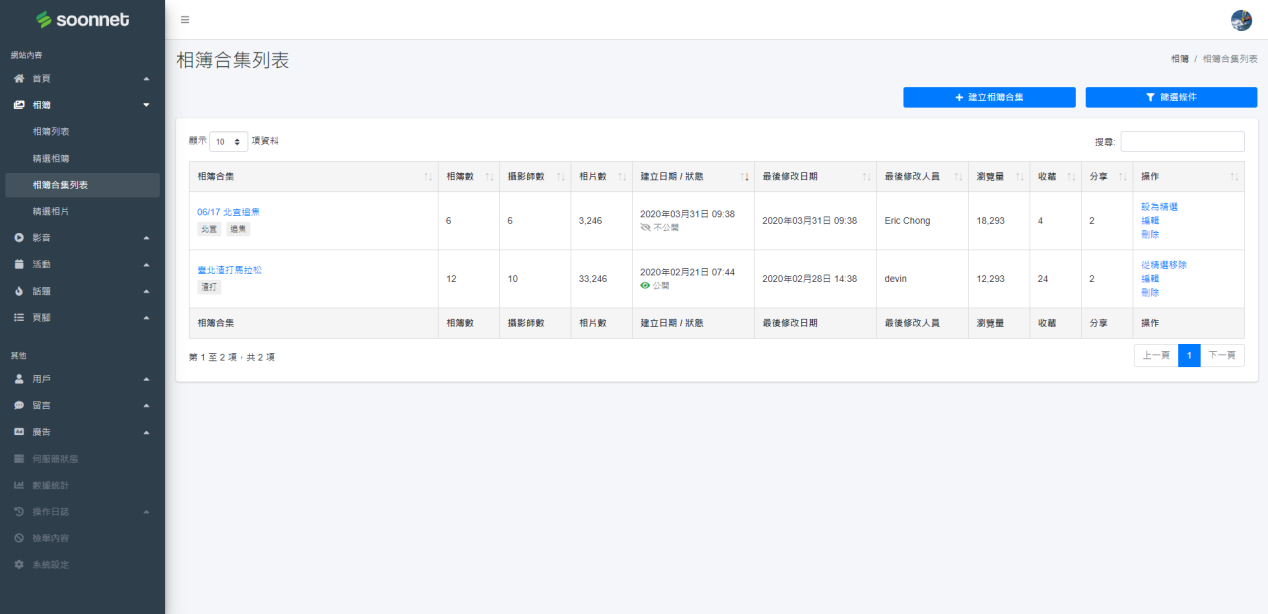 soonnet
網站內容
首頁
相簿
相簿列表
精選相簿
相簿合集列表
精選相片
影音
活動
話題
頁腳
其他
用戶
留言
廣告
伺服器狀態
數據統計
操作日誌
檢舉內容
系統設定
相簿合集列表
相簿 / 相簿合集列表
建立相簿合集
篩選條件
顯示 10 項資料
搜尋:
相簿合集 相簿數 攝影師數 相片數 建立日期 / 狀態 最後修改日期 最後修改人員 瀏覽量 收藏 分享 操作
06/17 北宜追焦
北宜 追焦
6 6 3,246
2020年03月31日 09:38
不公開
2020年03月31日 09:38 Eric Chong 18,293 4 2
設為精選
編輯
刪除
臺北渣打馬拉松
渣打
12 10 33,246
2020年02月21日 07:44
公開
2020年02月28日 14:38 devin 12,293 24 2
從精選移除
編輯
刪除
相簿合集 相簿數 攝影師數 相片數 建立日期 / 狀態 最後修改日期 最後修改人員 瀏覽量 收藏 分享 操作
第 1 至 2 項，共 2 項
上一頁 1 下一頁